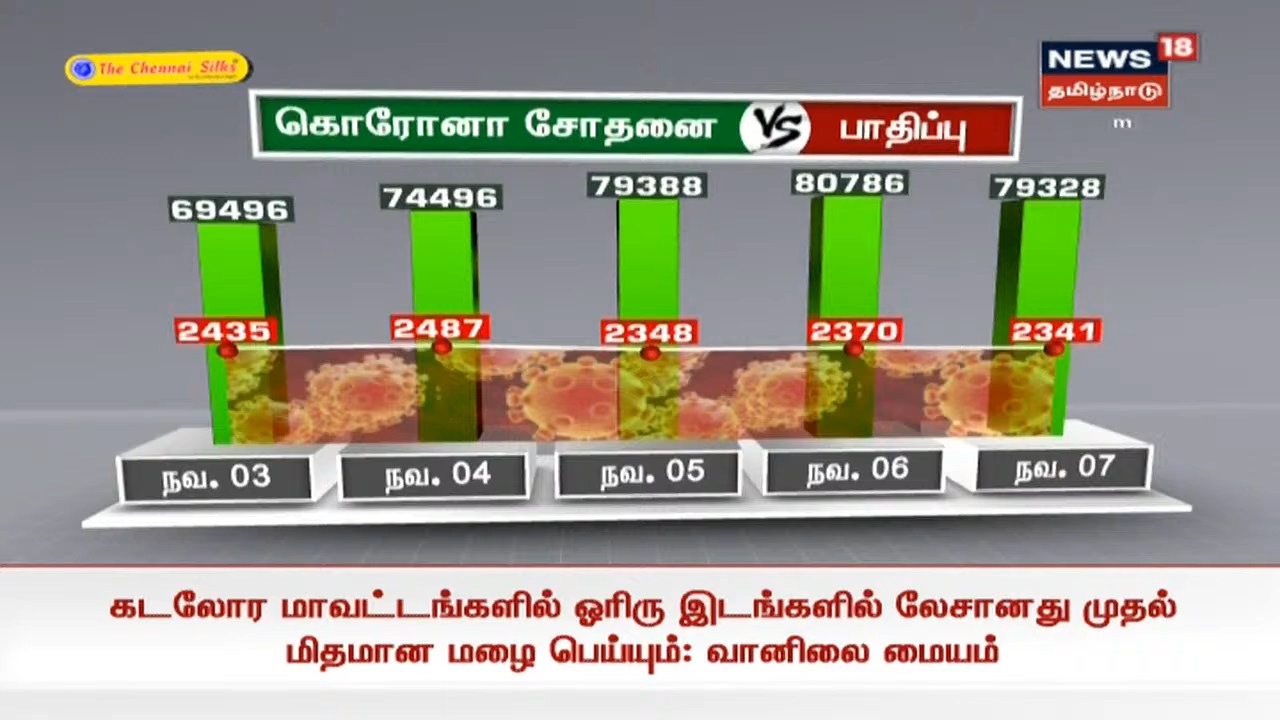 The Chennai Silks
NEWS 18
தமிழ்நாடு
m
கொரோனா சோதனை VS பாதிப்பு
69496 74496 79388 80786 79328
2435 2487 2348 2370 2341
நவ. 03 நவ. 04 நவ. 05 நவ. 06 நவ. 07
கடலோர மாவட்டங்களில் ஓரிரு இடங்களில் லேசானது முதல்
மிதமான மழை பெய்யும்: வானிலை மையம்